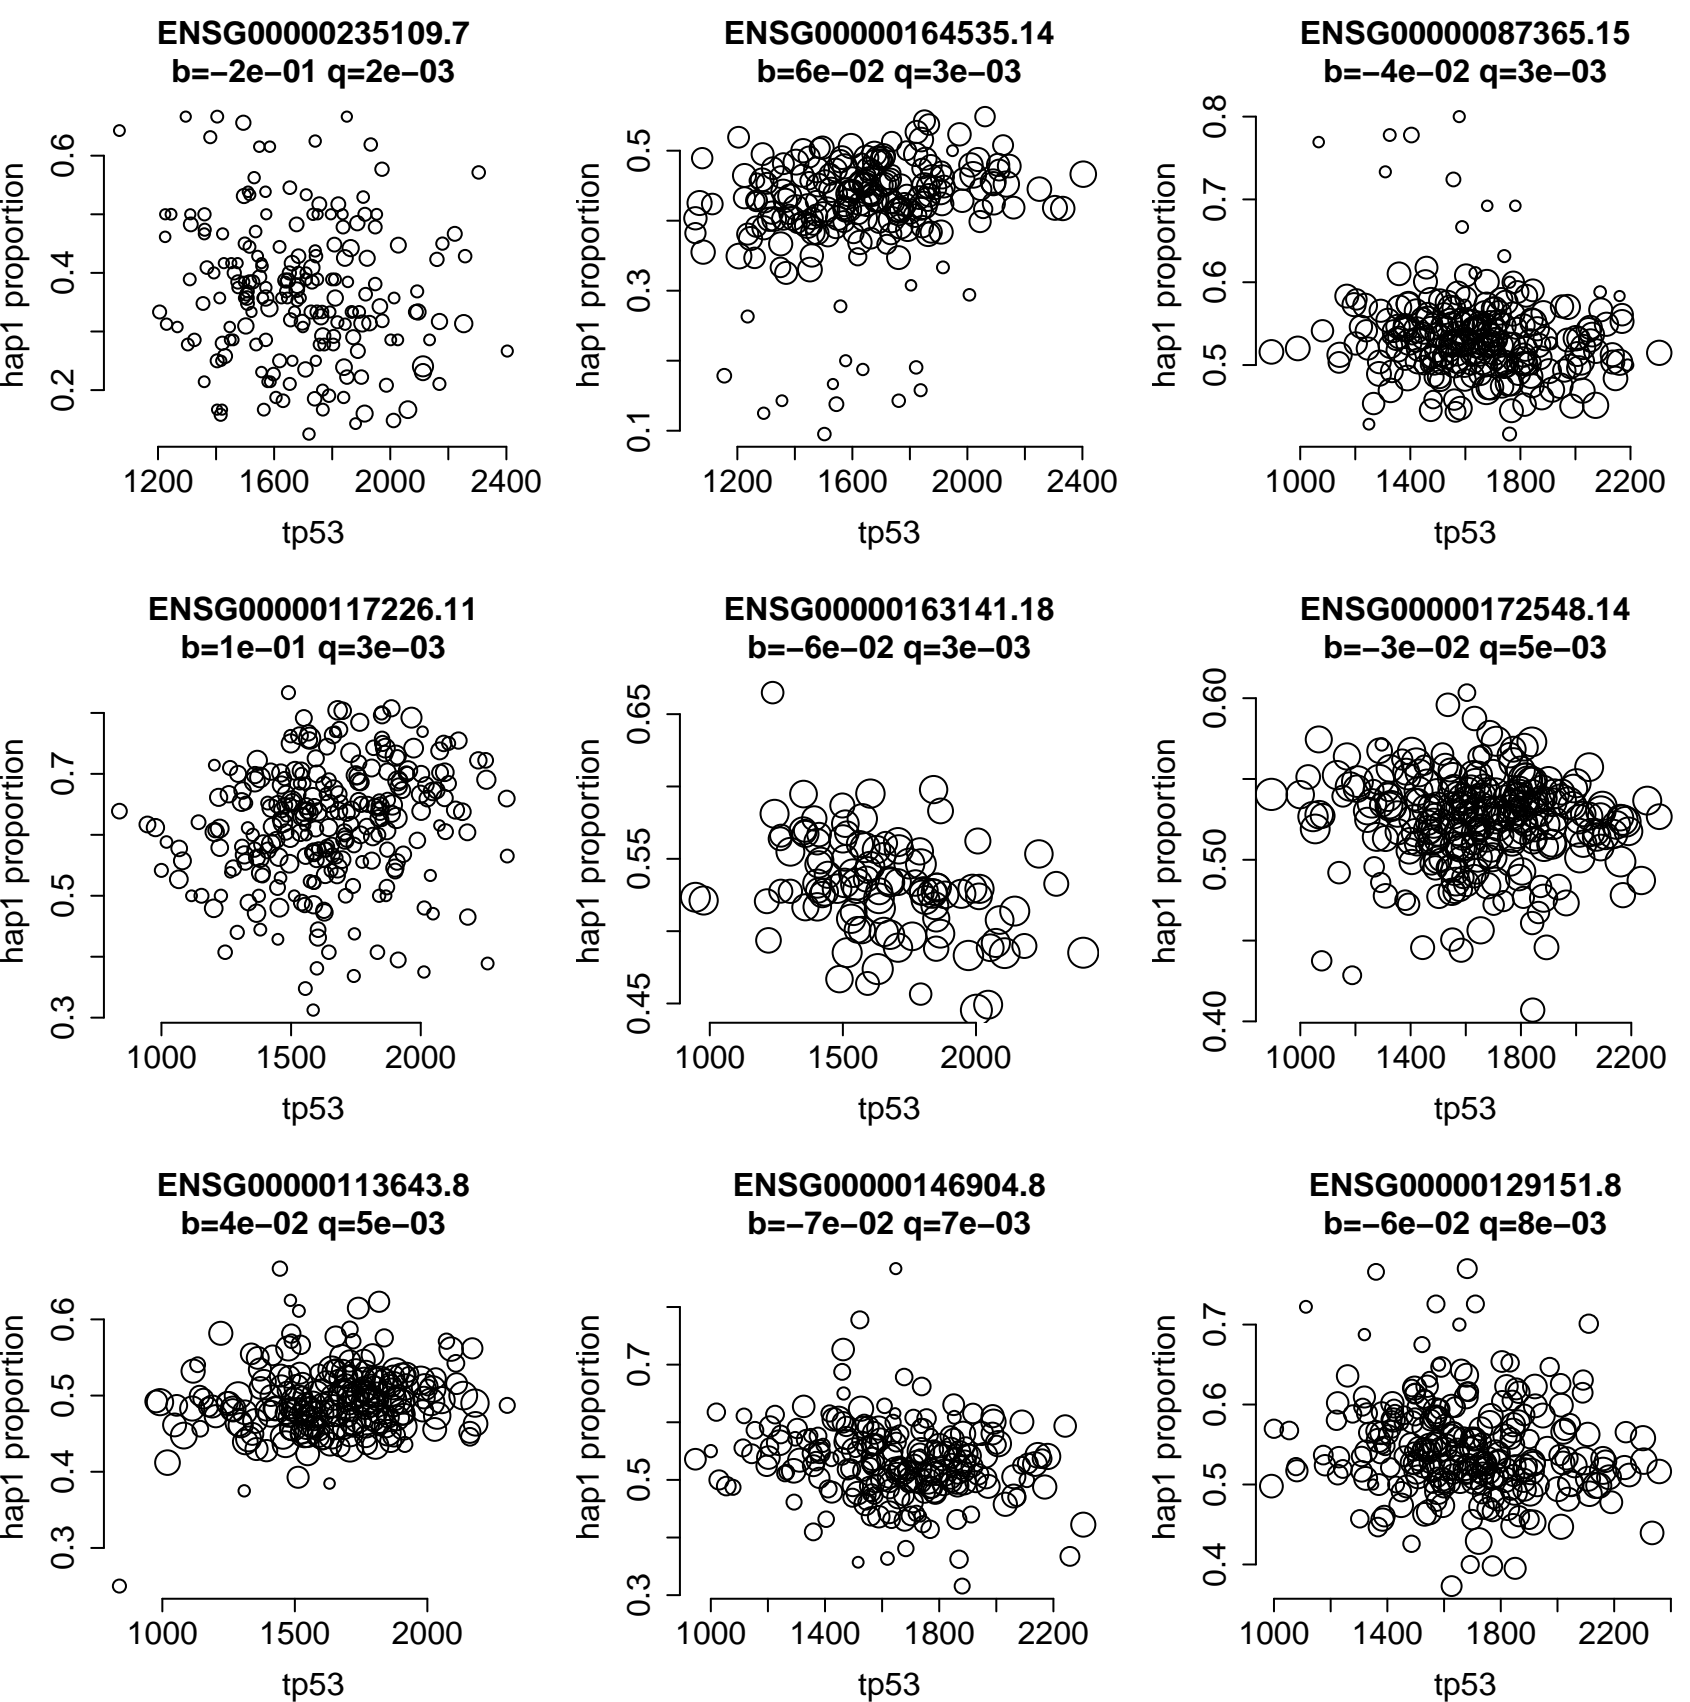 ENSG00000235109.7
b=−2e−01 q=2e−03
hap1 proportion
0.2 0.4 0.6
1200 1600 2000 2400
tp53
ENSG00000164535.14
b=6e−02 q=3e−03
hap1 proportion
0.1 0.3 0.5
1200 1600 2000 2400
tp53
ENSG00000087365.15
b=−4e−02 q=3e−03
hap1 proportion
0.5 0.6 0.7 0.8
1000 1400 1800 2200
tp53
ENSG00000117226.11
b=1e−01 q=3e−03
hap1 proportion
0.3 0.5 0.7
1000 1500 2000
tp53
ENSG00000163141.18
b=−6e−02 q=3e−03
hap1 proportion
0.45 0.55 0.65
1000 1500 2000
tp53
ENSG00000172548.14
b=−3e−02 q=5e−03
hap1 proportion
0.40 0.50 0.60
1000 1400 1800 2200
tp53
ENSG00000113643.8
b=4e−02 q=5e−03
hap1 proportion
0.3 0.4 0.5 0.6
1000 1500 2000
tp53
ENSG00000146904.8
b=−7e−02 q=7e−03
hap1 proportion
0.3 0.5 0.7
1000 1400 1800 2200
tp53
ENSG00000129151.8
b=−6e−02 q=8e−03
hap1 proportion
0.4 0.5 0.6 0.7
1000 1400 1800 2200
tp53